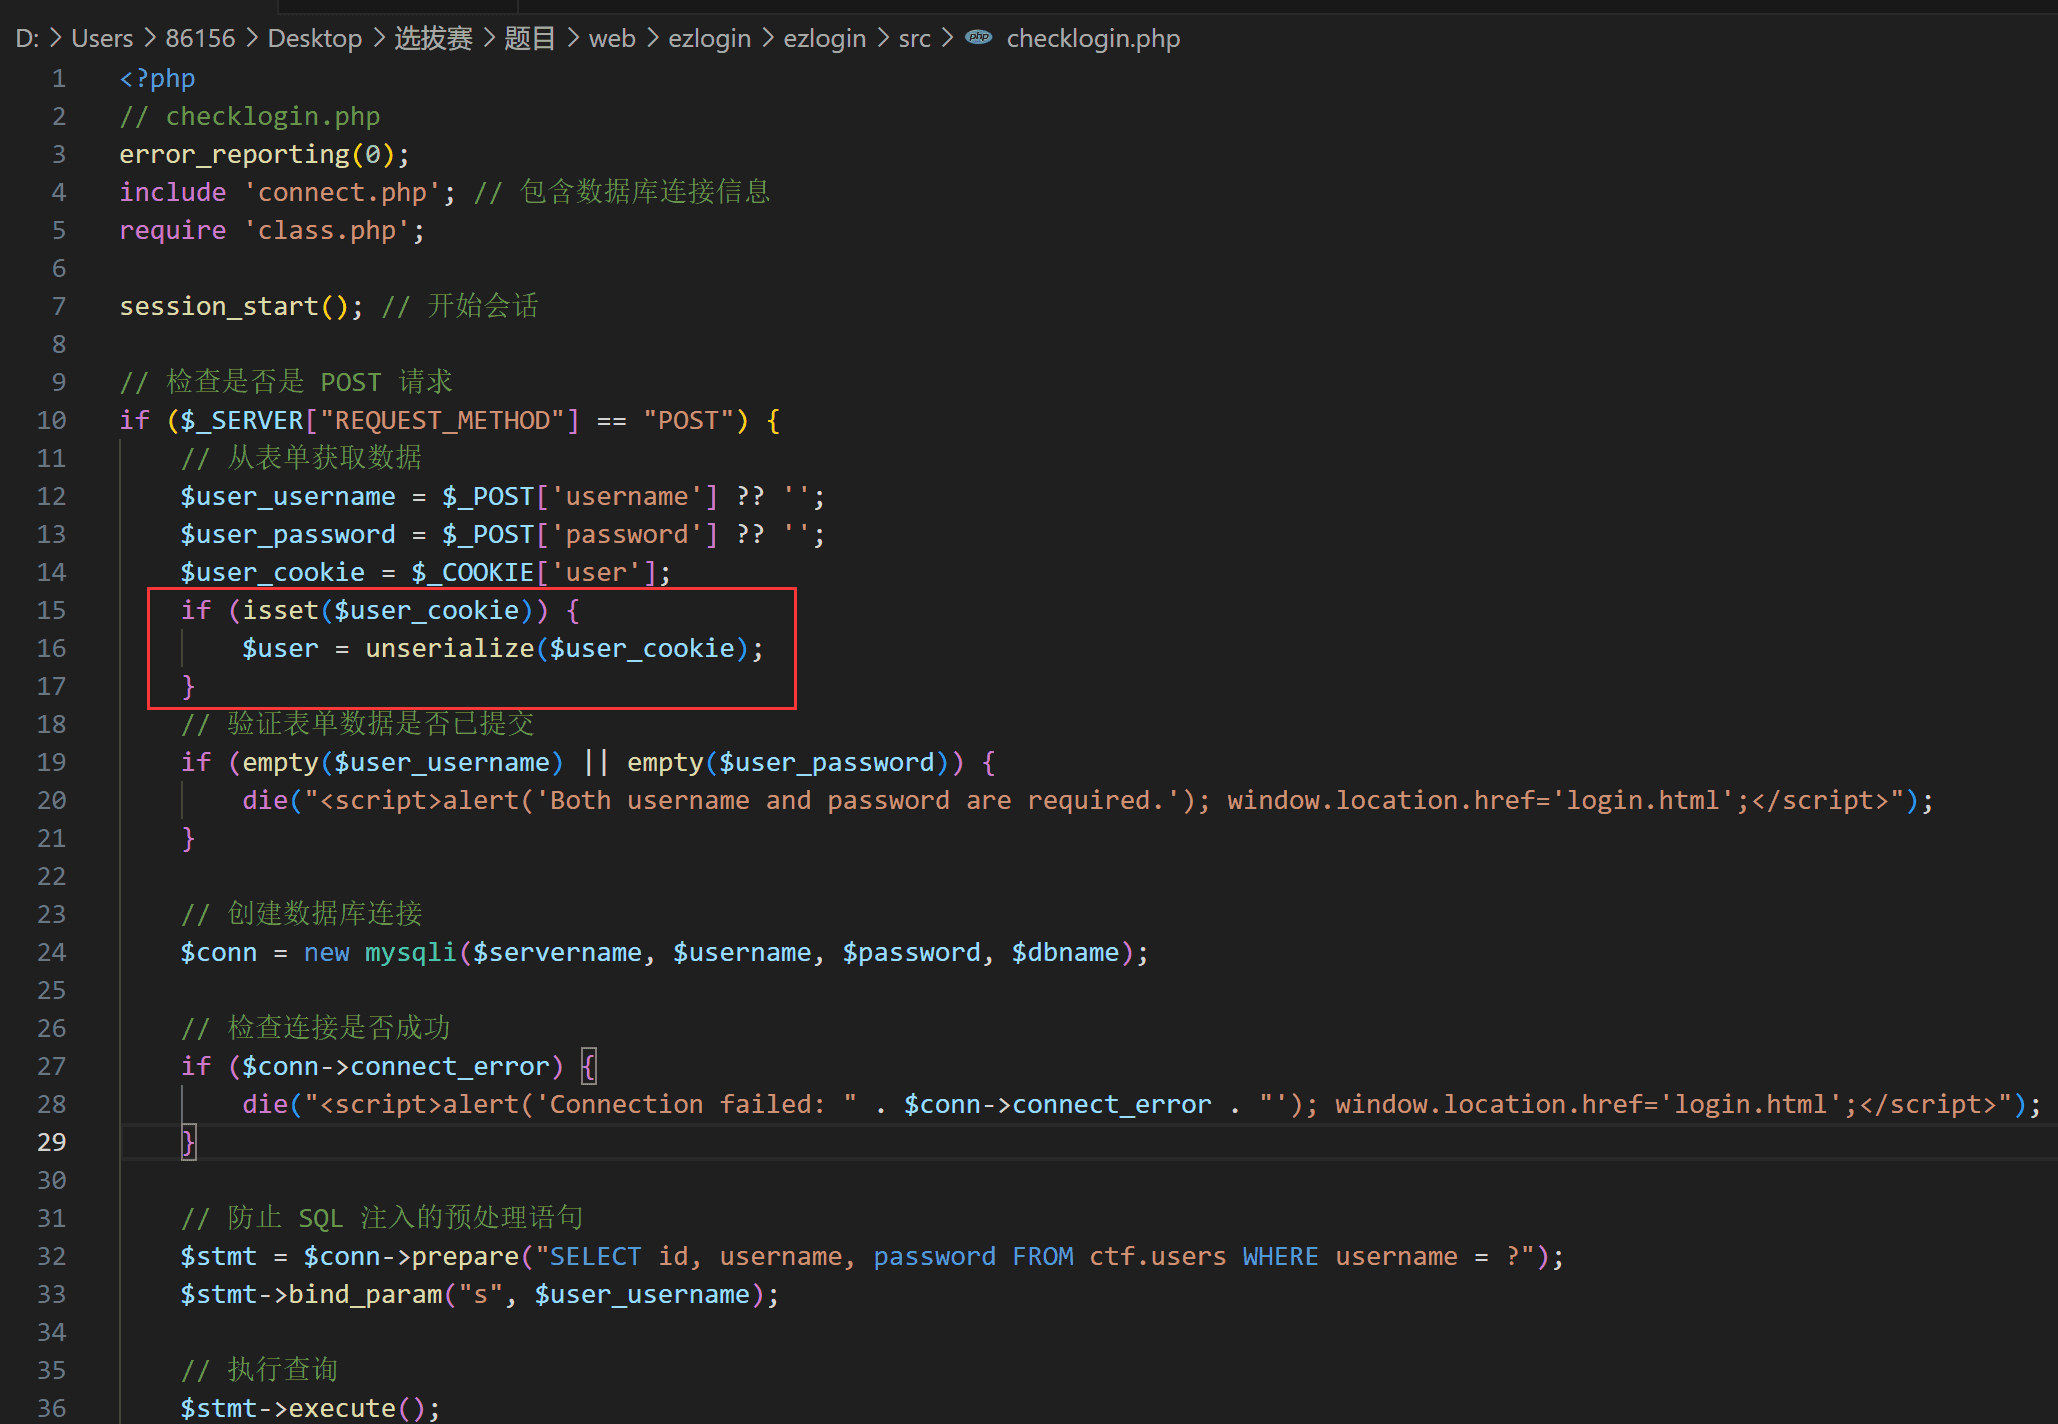 D: > Users > 86156 > Desktop > 选拔赛 > 题目 > web > ezlogin > ezlogin > src > php checklogin.php
1 <?php
2 // checklogin.php
3 error_reporting(0);
4 include 'connect.php'; // 包含数据库连接信息
5 require 'class.php';
6
7 session_start(); // 开始会话
8
9 // 检查是否是 POST 请求
10 if ($_SERVER["REQUEST_METHOD"] == "POST") {
11     // 从表单获取数据
12     $user_username = $_POST['username'] ?? '';
13     $user_password = $_POST['password'] ?? '';
14     $user_cookie = $_COOKIE['user'];
15     if (isset($user_cookie)) {
16         $user = unserialize($user_cookie);
17     }
18     // 验证表单数据是否已提交
19     if (empty($user_username) || empty($user_password)) {
20         die("<script>alert('Both username and password are required.'); window.location.href='login.html';</script>");
21     }
22
23     // 创建数据库连接
24     $conn = new mysqli($servername, $username, $password, $dbname);
25
26     // 检查连接是否成功
27     if ($conn->connect_error) {
28         die("<script>alert('Connection failed: " . $conn->connect_error . "'); window.location.href='login.html';</script>");
29     }
30
31     // 防止 SQL 注入的预处理语句
32     $stmt = $conn->prepare("SELECT id, username, password FROM ctf.users WHERE username = ?");
33     $stmt->bind_param("s", $user_username);
34
35     // 执行查询
36     $stmt->execute();